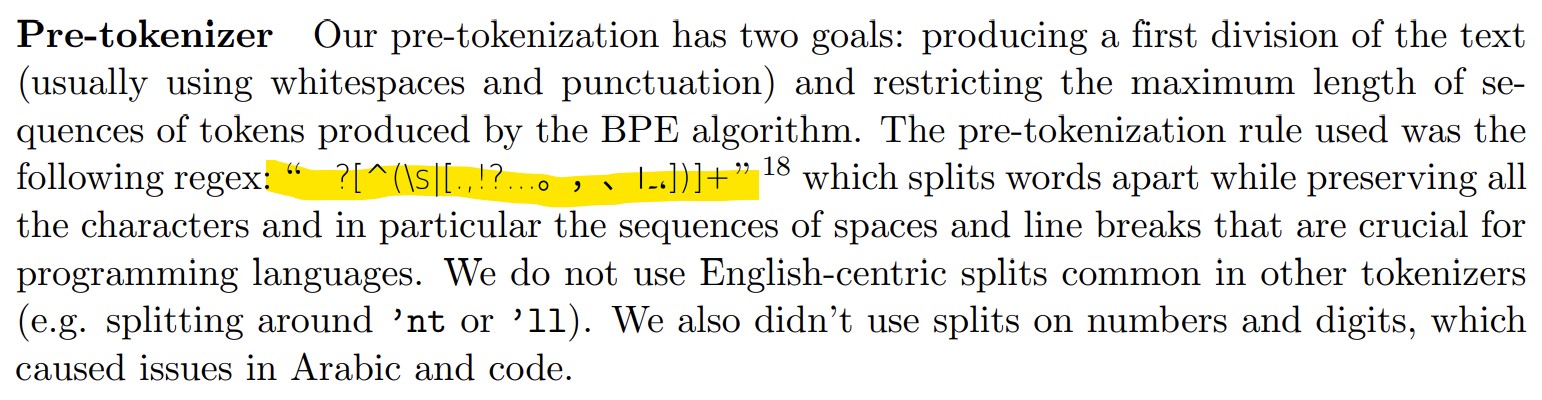 Pre-tokenizer Our pre-tokenization has two goals: producing a first division of the text
(usually using whitespaces and punctuation) and restricting the maximum length of se-
quences of tokens produced by the BPE algorithm. The pre-tokenization rule used was the
following regex: “ ?[^(\S|[.,!?…。，、|_،])]+” 18 which splits words apart while preserving all
the characters and in particular the sequences of spaces and line breaks that are crucial for
programming languages. We do not use English-centric splits common in other tokenizers
(e.g. splitting around ’nt or ’ll). We also didn’t use splits on numbers and digits, which
caused issues in Arabic and code.